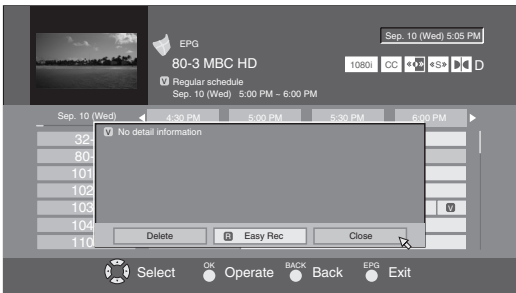 Sep. 10 (Wed) 5:05 PM
EPG
80-3 MBC HD
1080i CC «S» D
V Regular schedule
Sep. 10 (Wed) 5:00 PM ~ 6:00 PM
Sep. 10 (Wed) 4:30 PM 5:00 PM 5:30 PM 6:00 PM
V No detail information
32-
80-
101
102
103 V
104
110
Delete R Easy Rec Close
Select OK Operate BACK Back EPG Exit